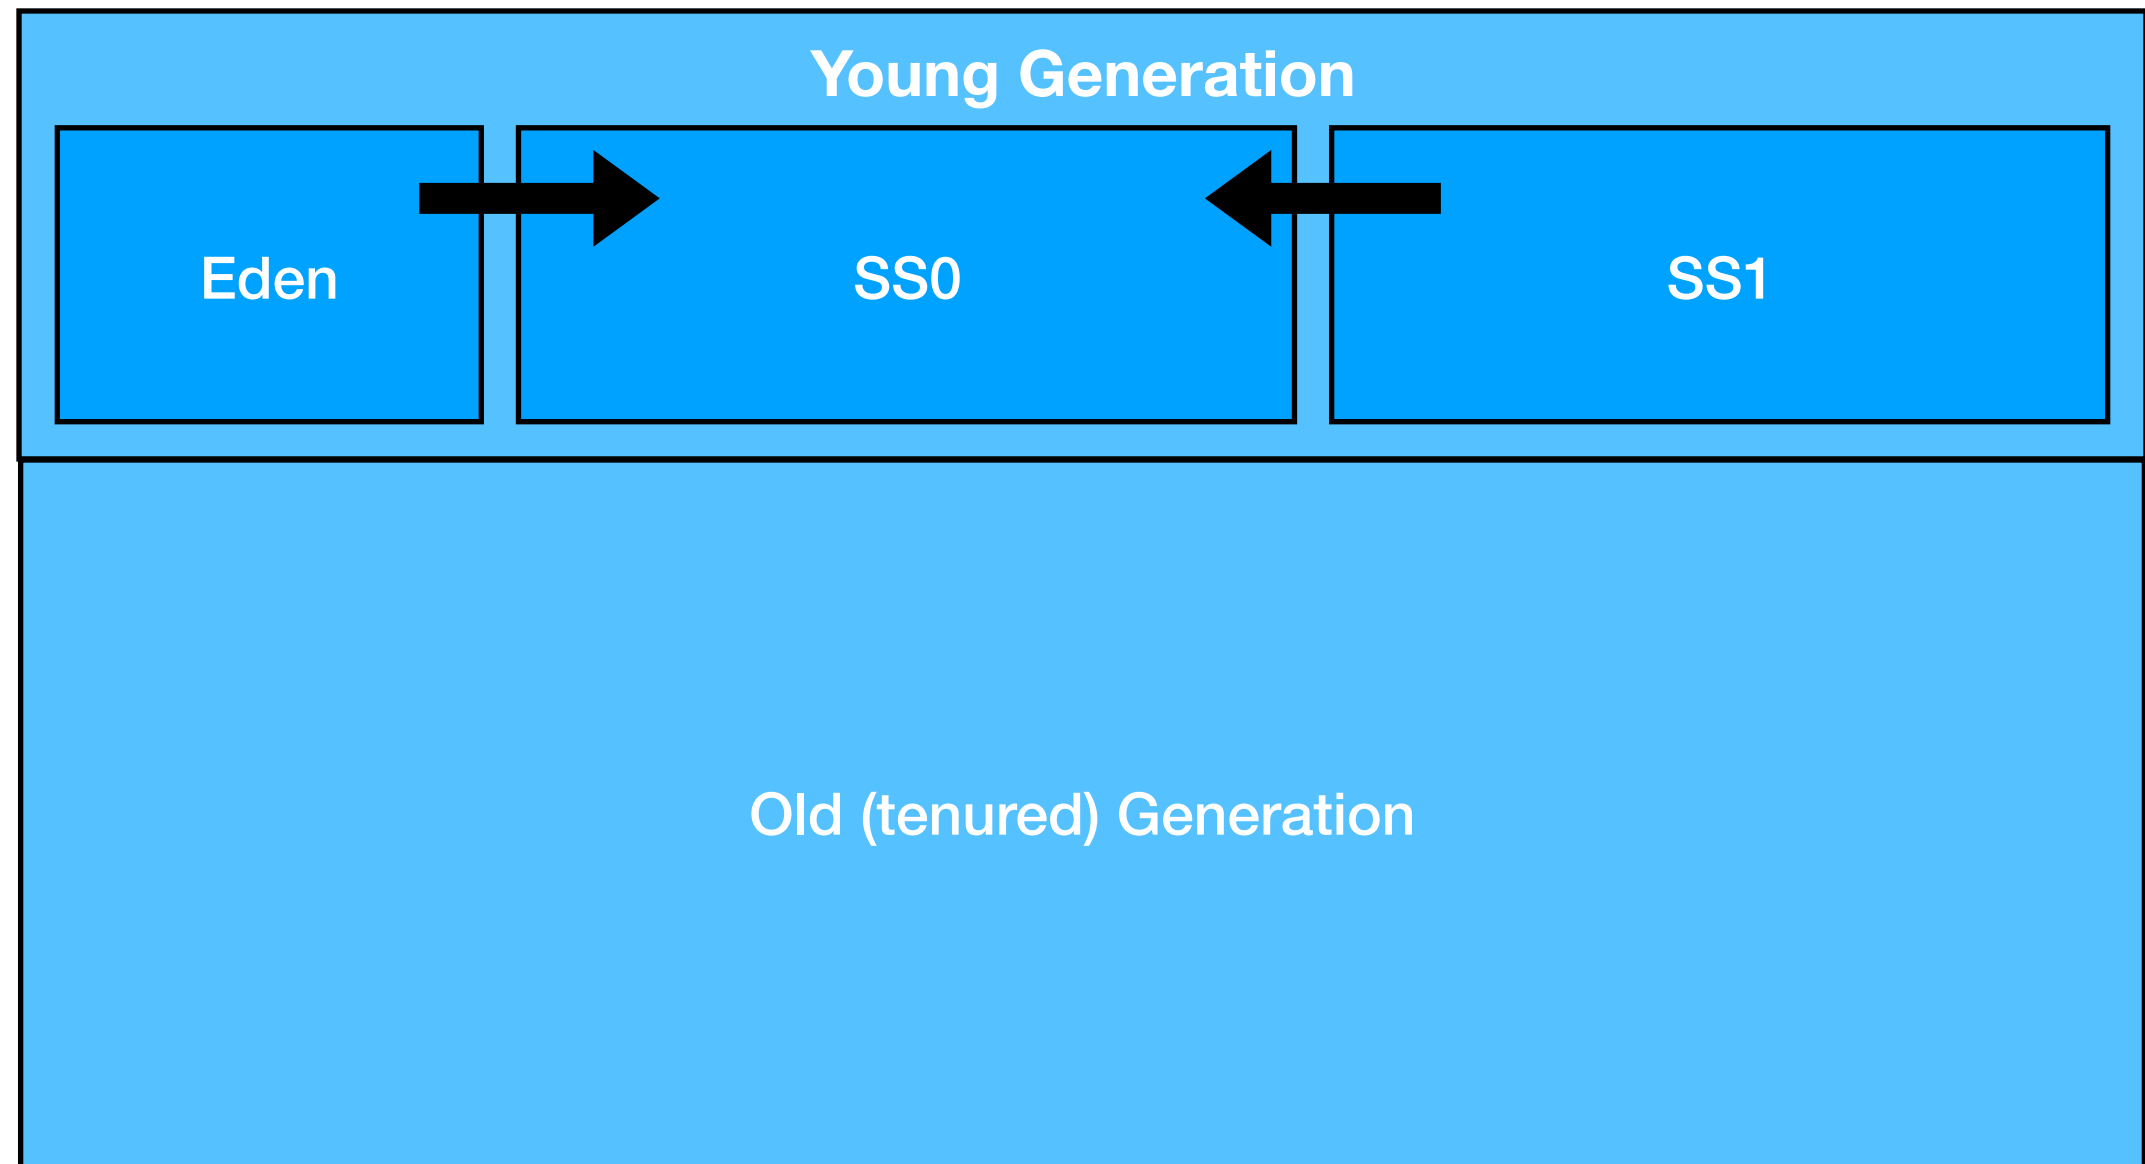 Young Generation
Eden
SS0
SS1
Old (tenured) Generation